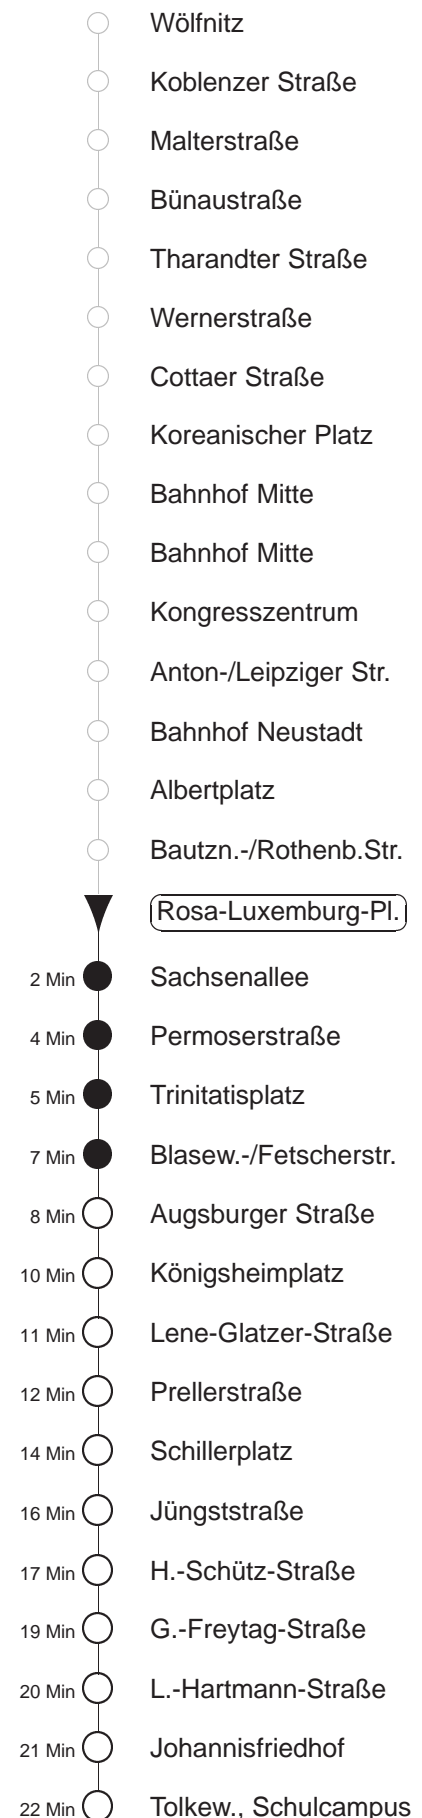 Wölfnitz
Koblenzer Straße
Malterstraße
Bünaustraße
Tharandter Straße
Wernerstraße
Cottaer Straße
Koreanischer Platz
Bahnhof Mitte
Bahnhof Mitte
Kongresszentrum
Anton-/Leipziger Str.
Bahnhof Neustadt
Albertplatz
Bautzn.-/Rothenb.Str.
Rosa-Luxemburg-Pl.
2 Min Sachsenallee
4 Min Permoserstraße
5 Min Trinitatisplatz
7 Min Blasew.-/Fetscherstr.
8 Min Augsburger Straße
10 Min Königsheimplatz
11 Min Lene-Glatzer-Straße
12 Min Prellerstraße
14 Min Schillerplatz
16 Min Jüngststraße
17 Min H.-Schütz-Straße
19 Min G.-Freytag-Straße
20 Min L.-Hartmann-Straße
21 Min Johannisfriedhof
22 Min Tolkew., Schulcampus